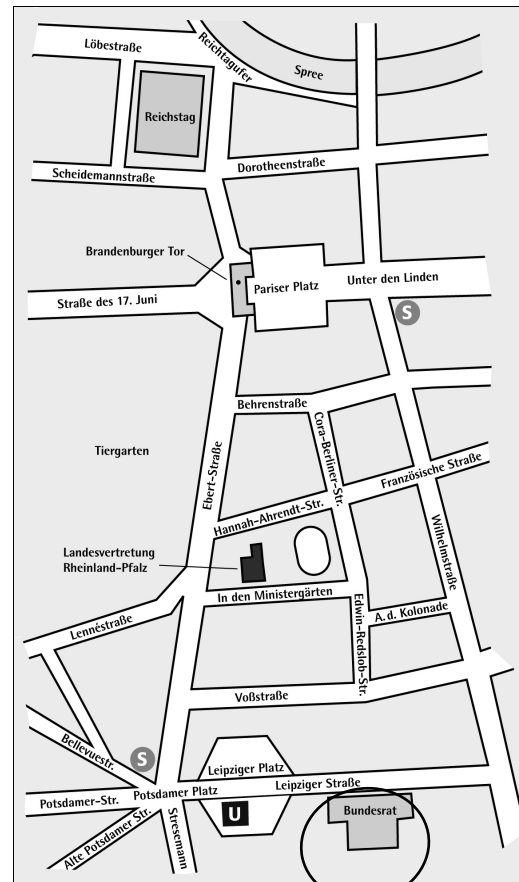 Löbestraße
Reichtagufer
Spree
Reichstag
Scheidemannstraße
Dorotheenstraße
Brandenburger Tor
Pariser Platz
Unter den Linden
Straße des 17. Juni
S
Behrenstraße
Cora-Berliner-Str.
Tiergarten
Ebert-Straße
Französische Straße
Hannah-Ahrendt-Str.
Wilhelmstraße
Landesvertretung
Rheinland-Pfalz
In den Ministergärten
Edwin-Redslob-Str.
A. d. Kolonade
Lennéstraße
Voßstraße
Bellevuestr.
S
Leipziger Platz
Leipziger Straße
Potsdamer-Str.
Potsdamer Platz
U
Bundesrat
Alte Potsdamer Str.
Stresemann